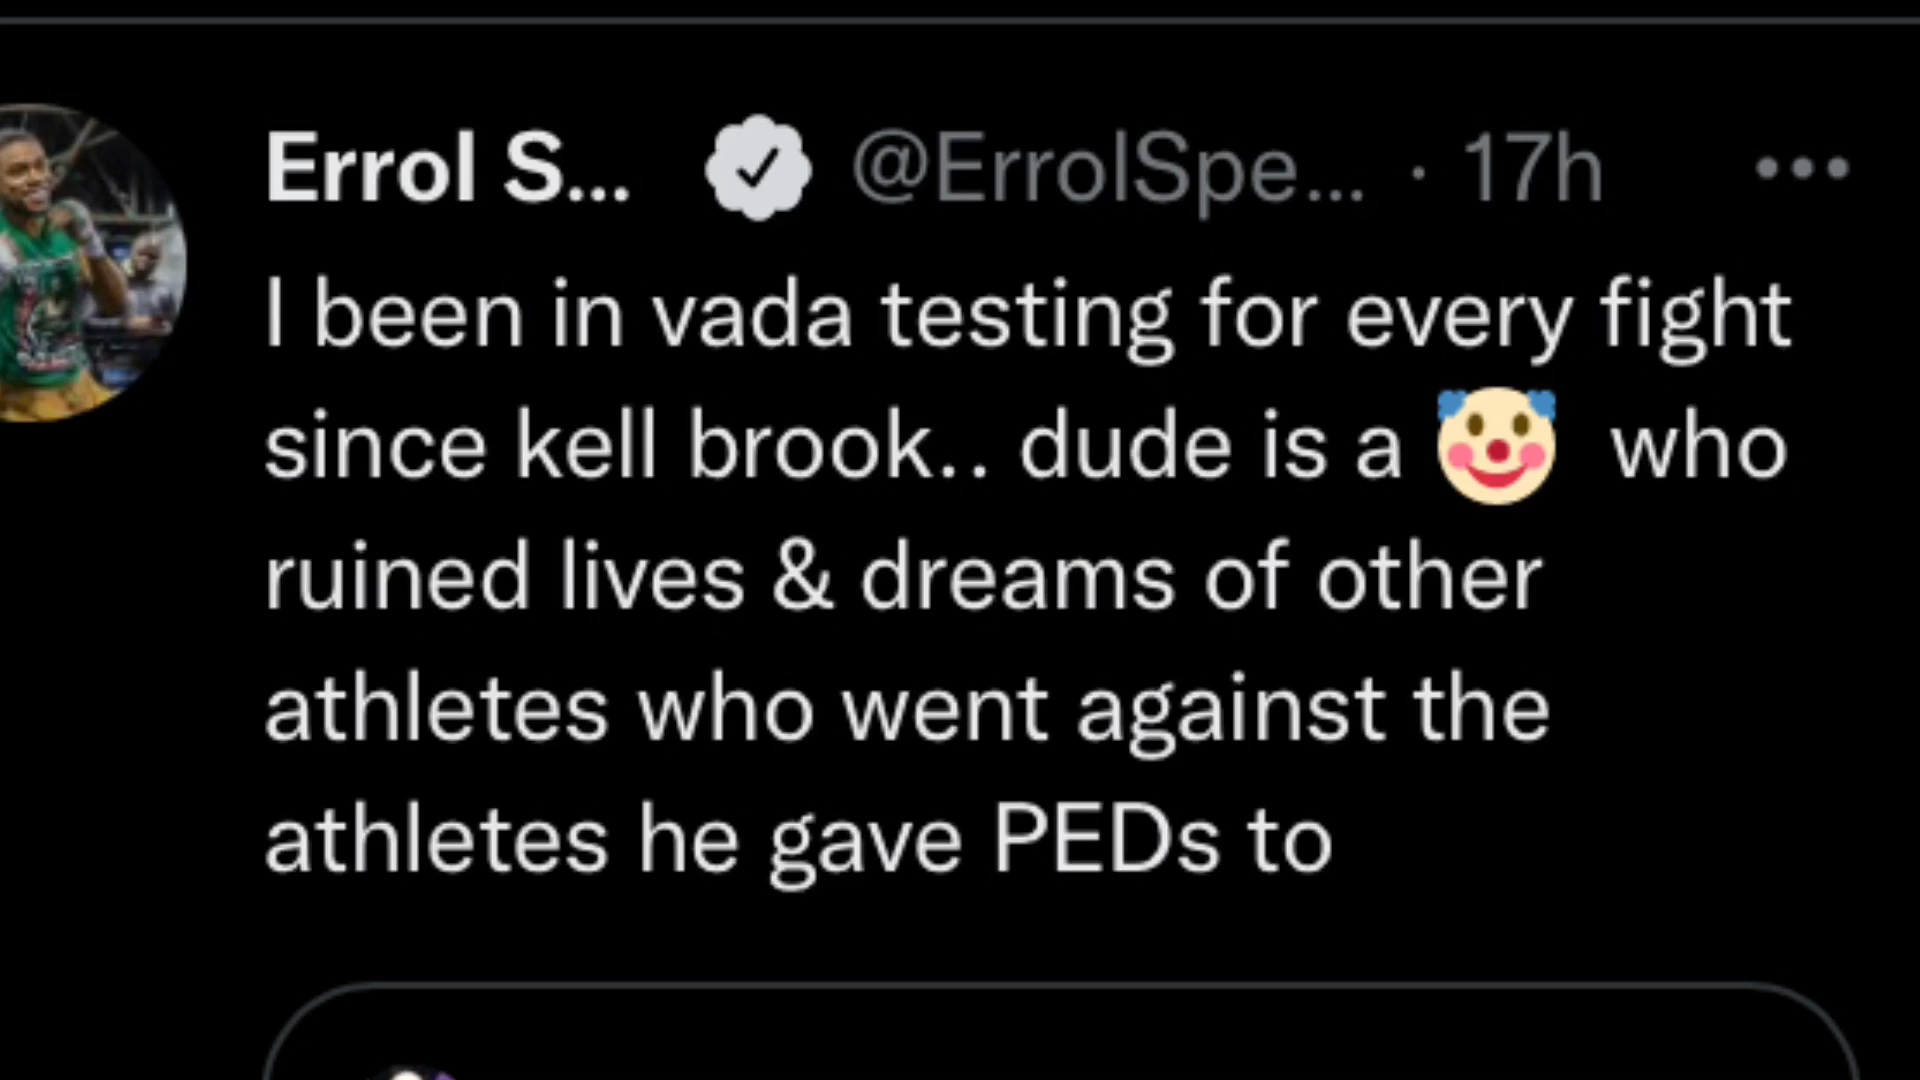 Errol S... @ErrolSpe... · 17h
I been in vada testing for every fight
since kell brook.. dude is a 🤡 who
ruined lives & dreams of other
athletes who went against the
athletes he gave PEDs to